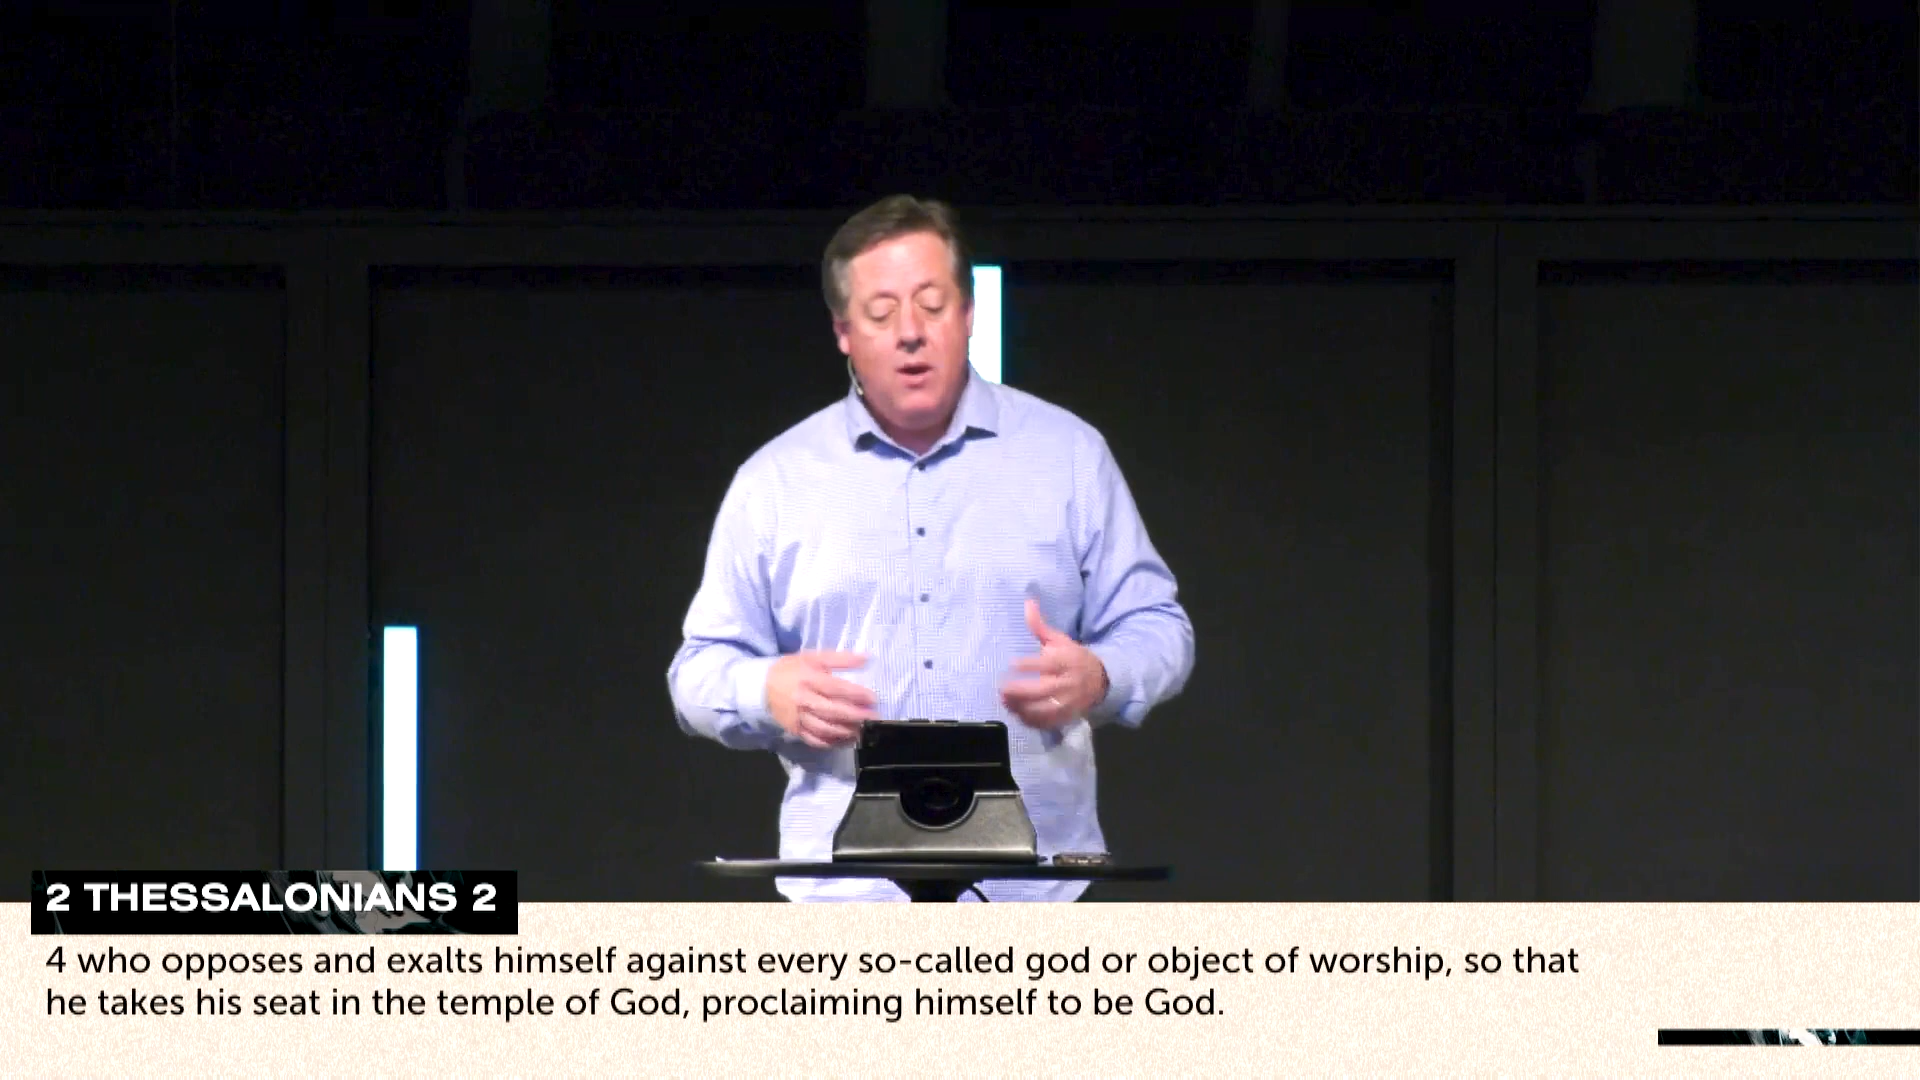 2 THESSALONIANS 2
4 who opposes and exalts himself against every so-called god or object of worship, so that
he takes his seat in the temple of God, proclaiming himself to be God.